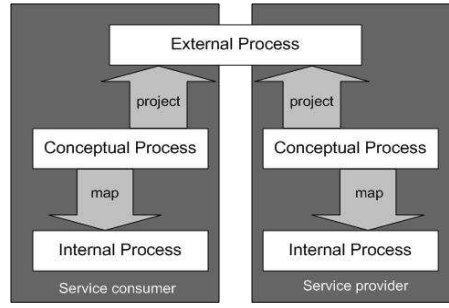 External Process
project
project
Conceptual Process
Conceptual Process
map
map
Internal Process
Internal Process
Service consumer
Service provider